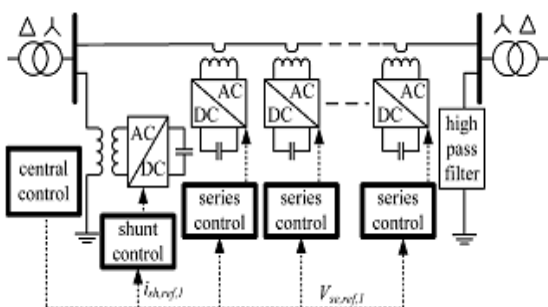 Δ
Δ
AC
DC
AC
DC
AC
DC
AC
DC
high
pass
filter
central
control
series
control
series
control
series
control
shunt
control
i_sh,ref,1
V_se,ref,1